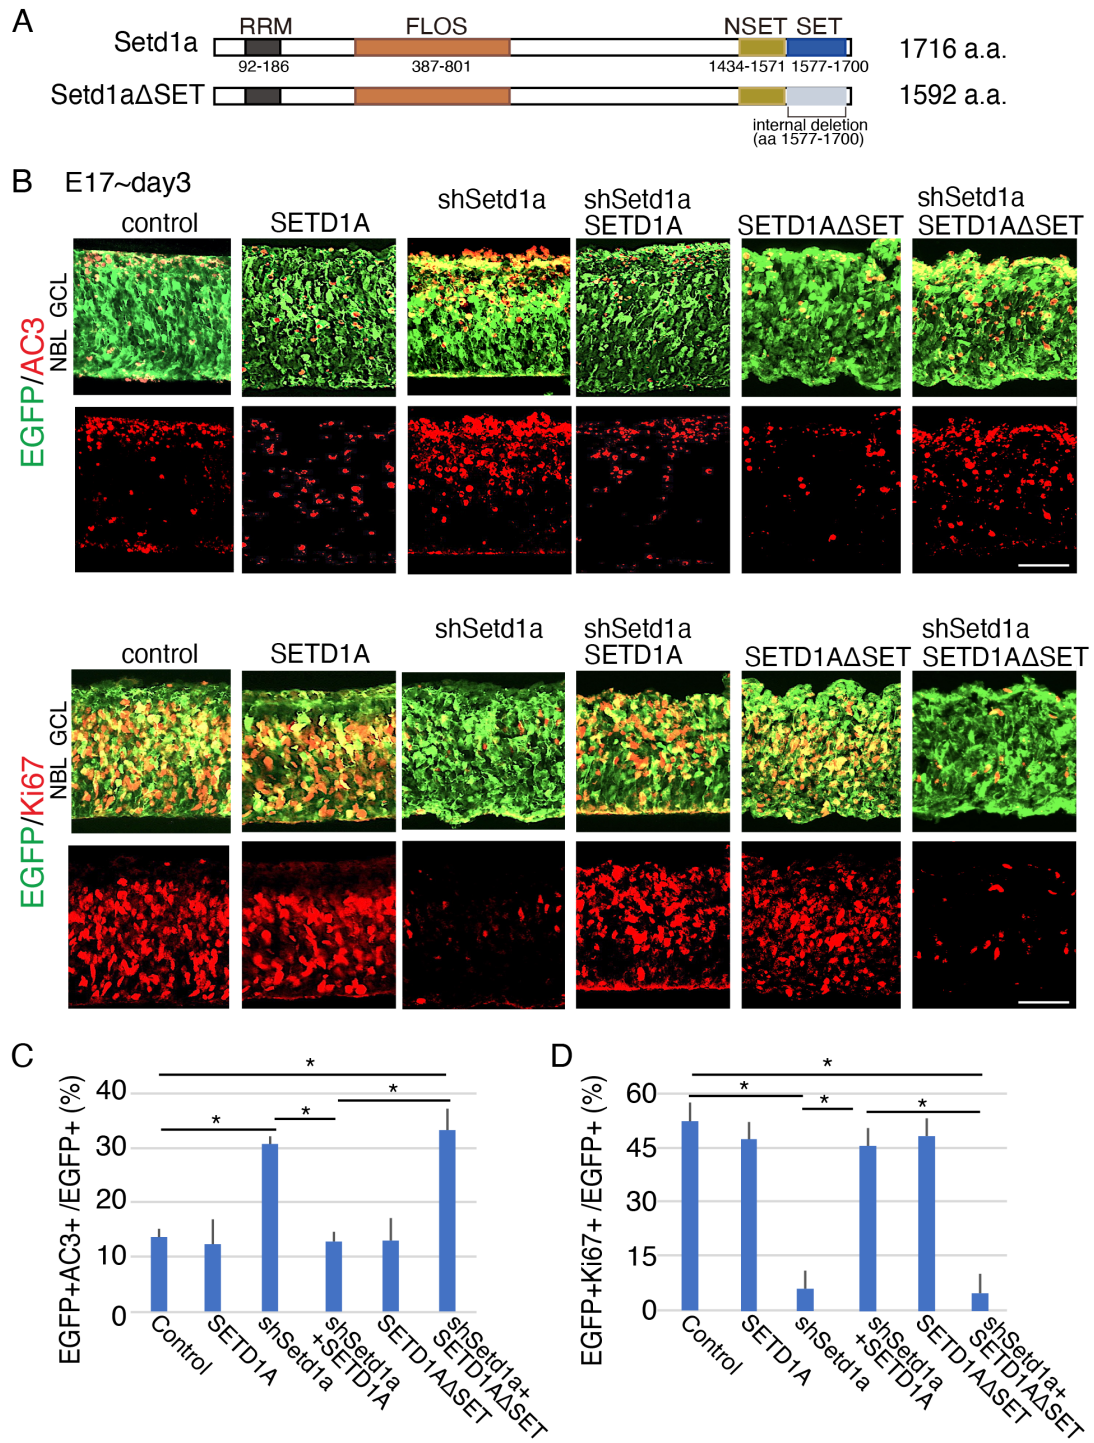 A
RRM FLOS NSET SET
Setd1a 1716 a.a.
92-186 387-801 1434-1571 1577-1700
Setd1aΔSET 1592 a.a.
internal deletion
(aa 1577-1700)
B E17~day3
control SETD1A shSetd1a shSetd1a
SETD1A SETD1AΔSET shSetd1a
SETD1AΔSET
EGFP/AC3
NBL GCL
control SETD1A shSetd1a shSetd1a
SETD1A SETD1AΔSET shSetd1a
SETD1AΔSET
EGFP/Ki67
NBL GCL
C
EGFP+AC3+ /EGFP+ (%)
40
30
20
10
0
* * * *
Control
SETD1A
shSetd1a
shSetd1a
+SETD1A
SETD1AΔSET
shSetd1a+
SETD1AΔSET
D
EGFP+Ki67+ /EGFP+ (%)
60
45
30
15
0
* * * *
Control
SETD1A
shSetd1a
shSetd1a
+SETD1A
SETD1AΔSET
shSetd1a+
SETD1AΔSET